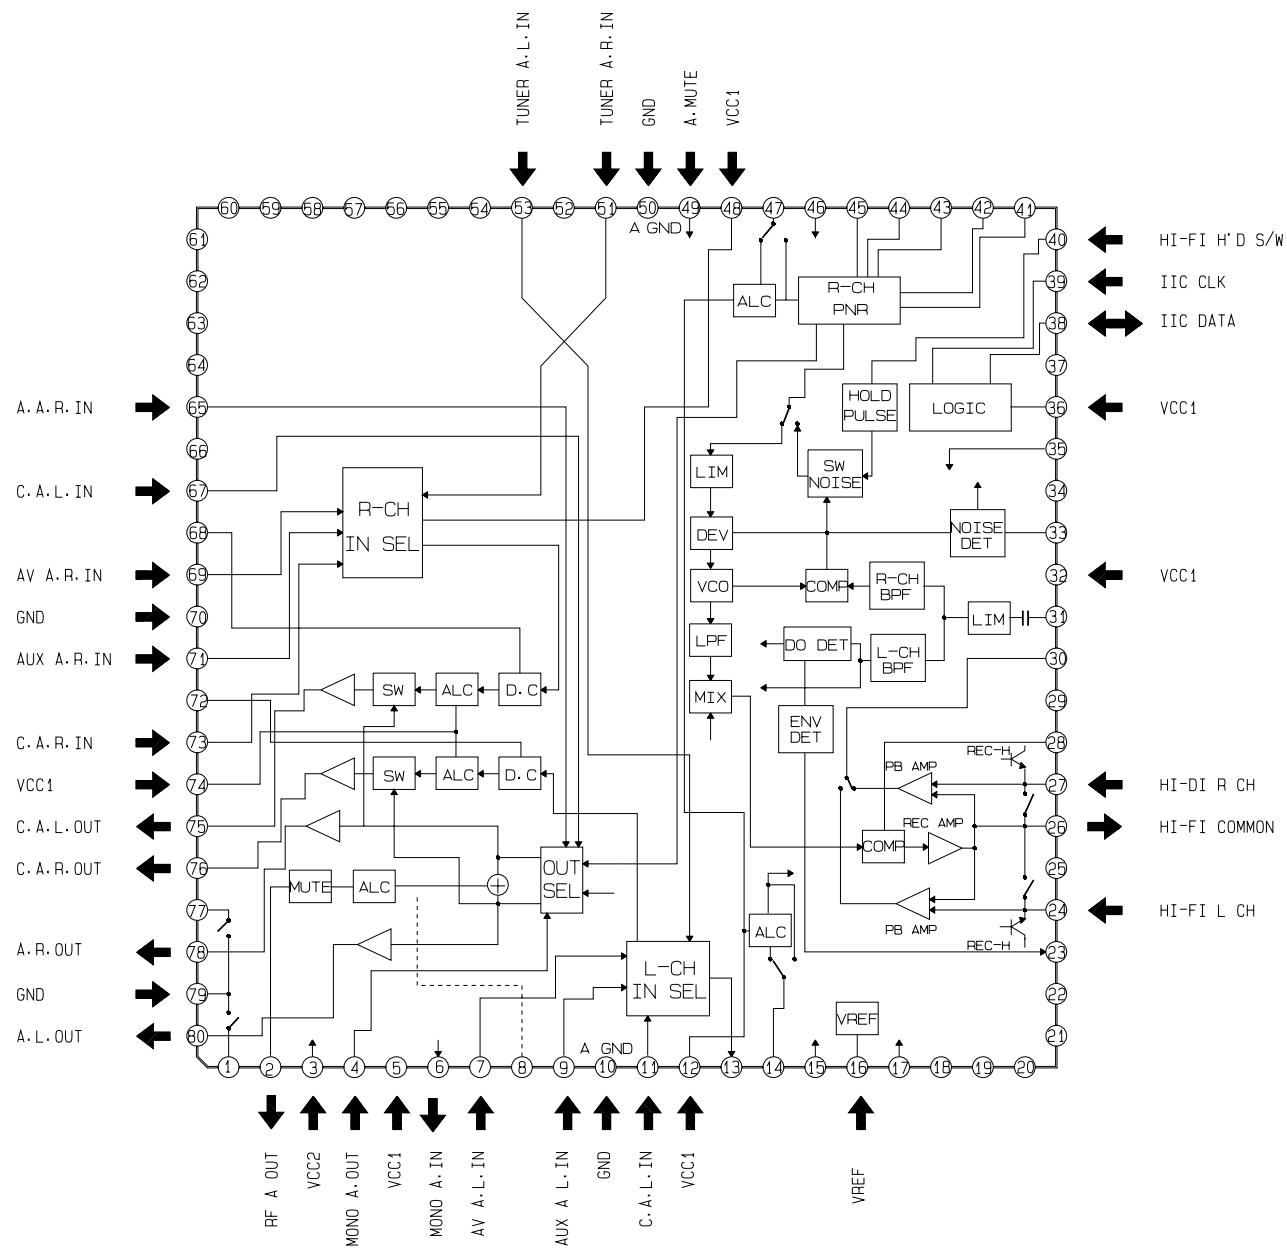 TUNER A.L.IN
TUNER A.R.IN
GND
A.MUTE
VCC1
60 59 58 57 56 55 54 53 52 51 50 49 48 47 46 45 44 43 42 41
A GND
61
62
63
64
A.A.R.IN 65
66
C.A.L.IN 67
68
AV A.R.IN 69
GND 70
AUX A.R.IN 71
72
C.A.R.IN 73
VCC1 74
C.A.L.OUT 75
C.A.R.OUT 76
77
A.R.OUT 78
GND 79
A.L.OUT 80
40 HI-FI H'D S/W
39 IIC CLK
38 IIC DATA
37
36 VCC1
35
34
33
32 VCC1
31
30
29
28
27 HI-DI R CH
26 HI-FI COMMON
25
24 HI-FI L CH
23
22
21
ALC
R-CH
PNR
HOLD
PULSE
LOGIC
LIM
SW
NOISE
R-CH
IN SEL
DEV
NOISE
DET
VCO
COMP
R-CH
BPF
LIM
LPF
DO DET
L-CH
BPF
SW
ALC
D.C
MIX
ENV
DET
REC-H
SW
ALC
D.C
PB AMP
REC AMP
COMP
OUT
SEL
MUTE
ALC
ALC
PB AMP
REC-H
L-CH
IN SEL
VREF
A GND
1 2 3 4 5 6 7 8 9 10 11 12 13 14 15 16 17 18 19 20
RF A OUT
VCC2
MONO A.OUT
VCC1
MONO A.IN
AV A.L.IN
AUX A L.IN
GND
C.A.L.IN
VCC1
VREF